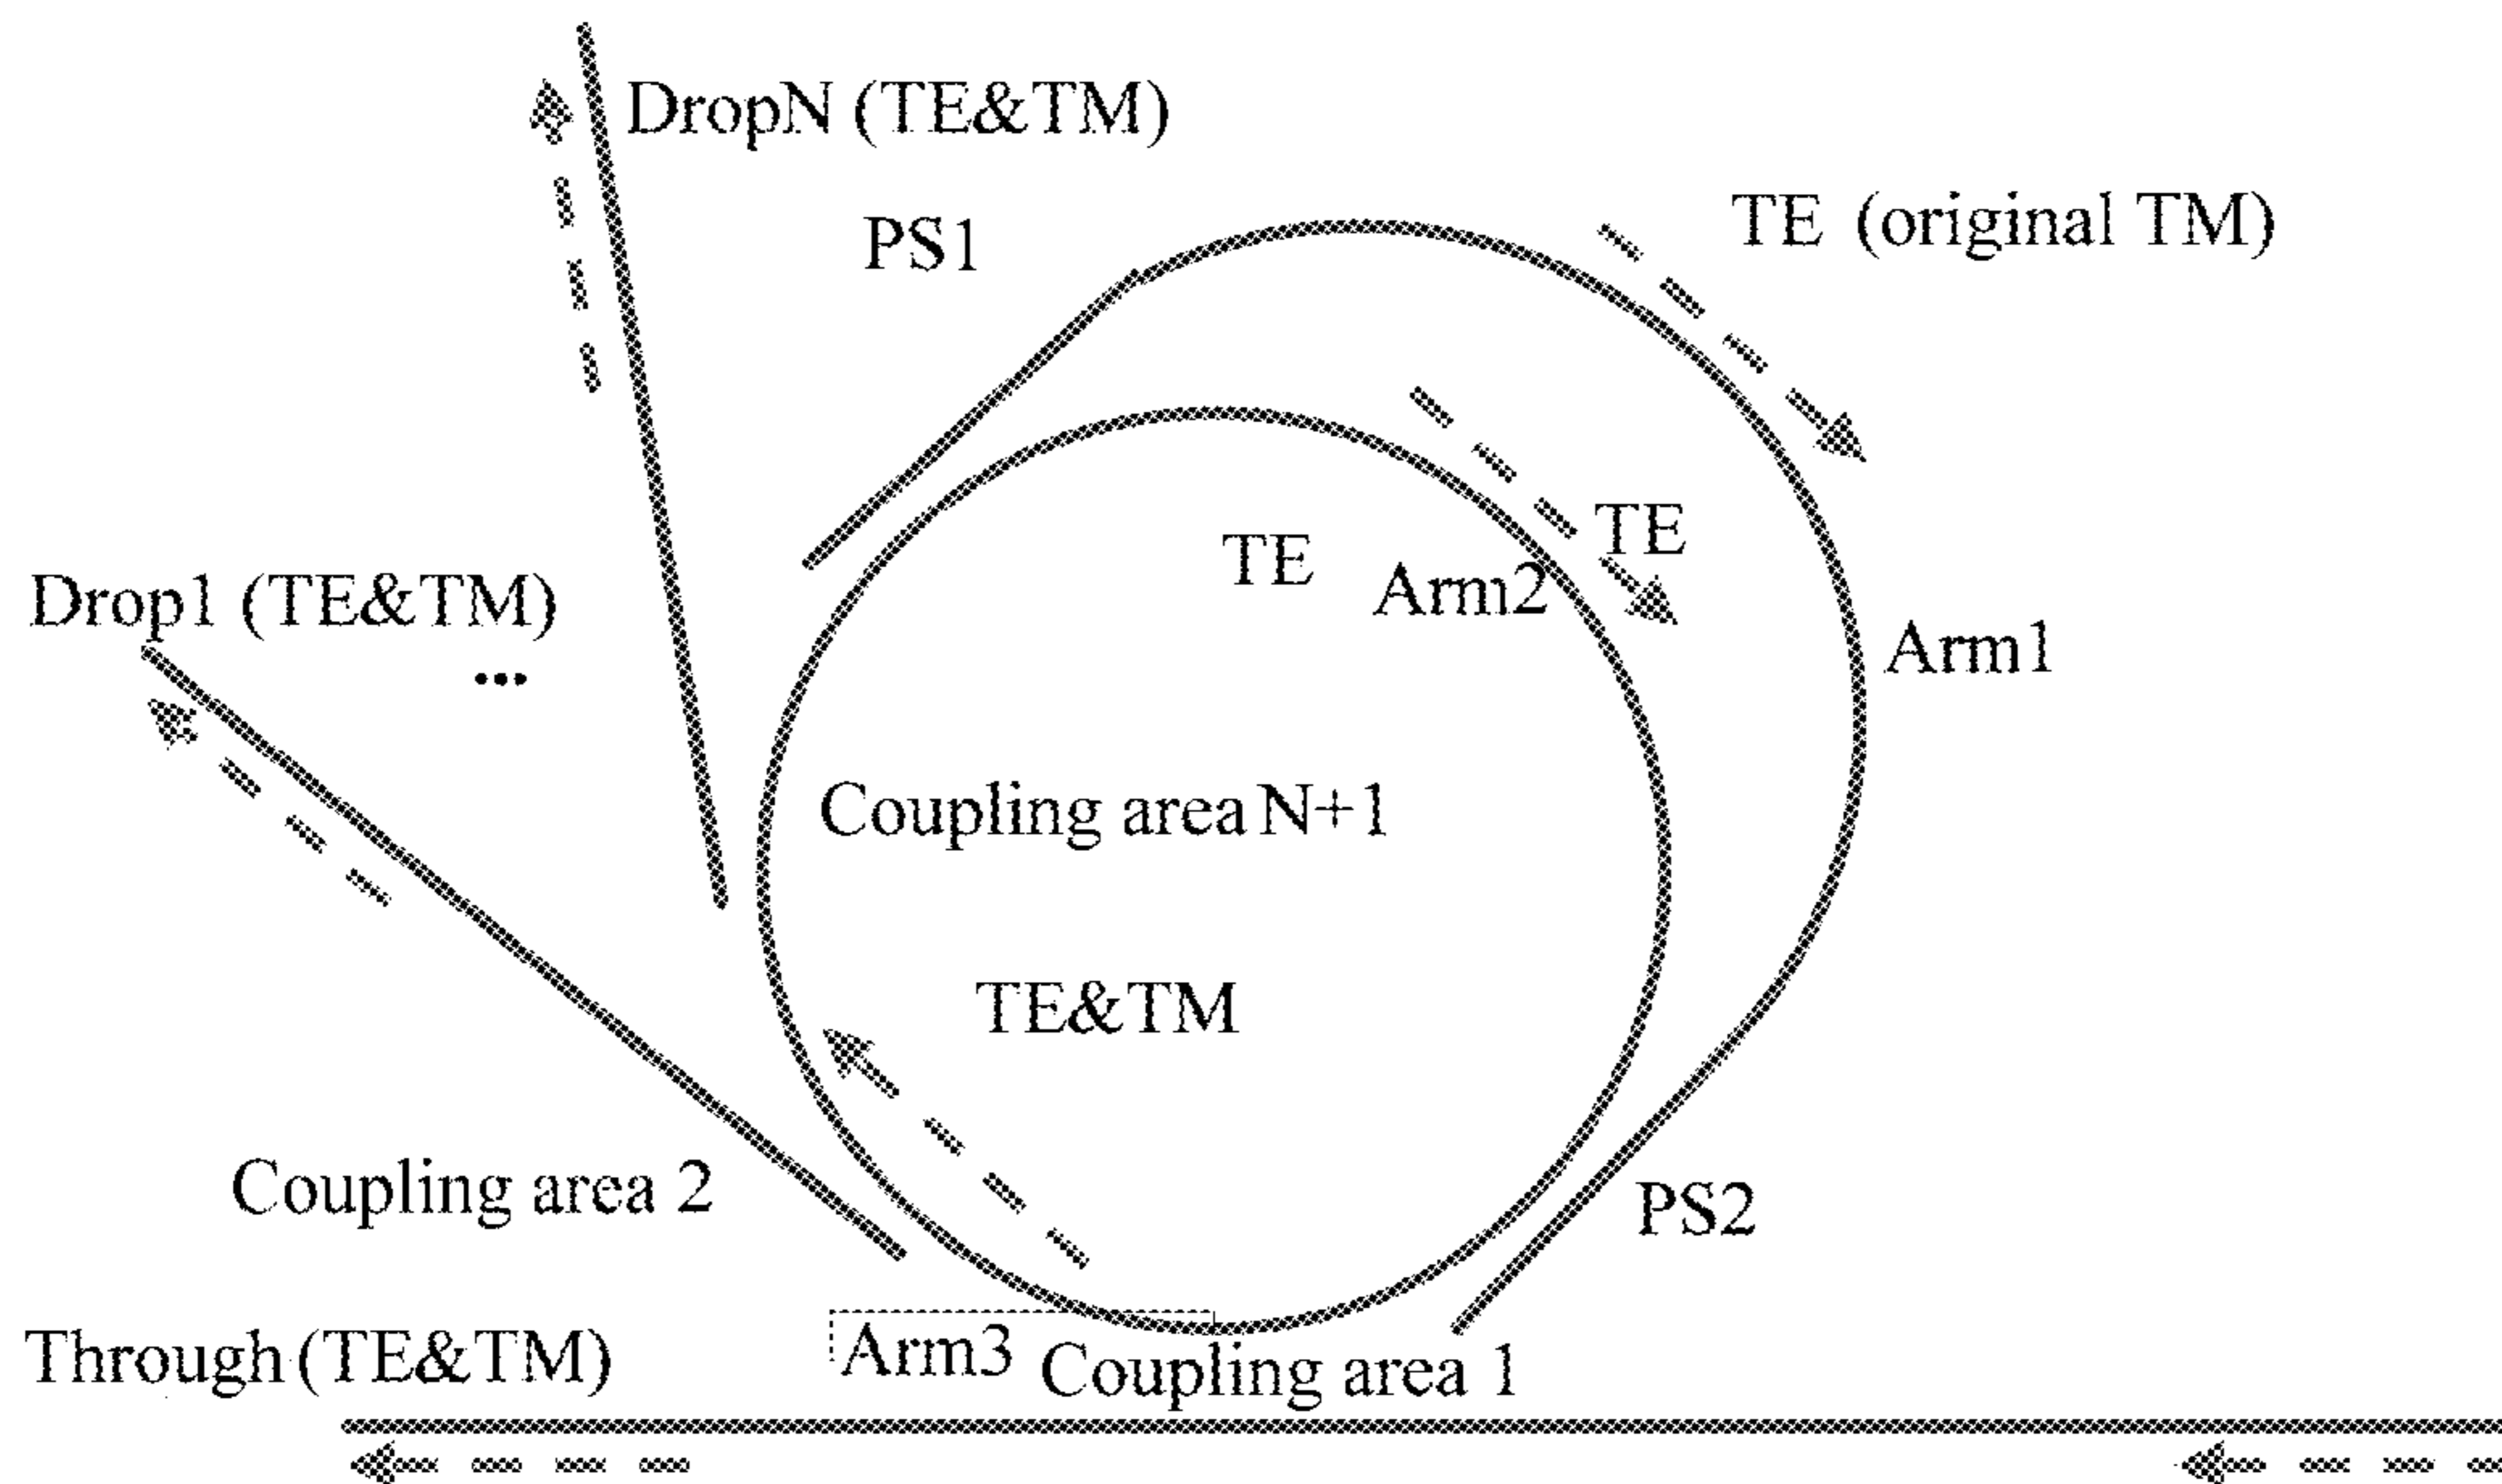 DropN (TE&TM)
PS1
TE (original TM)
TE
TE
Arm2
Drop1 (TE&TM)
...
Arm1
Coupling area N+1
TE&TM
Coupling area 2
PS2
Through (TE&TM)
Arm3
Coupling area 1